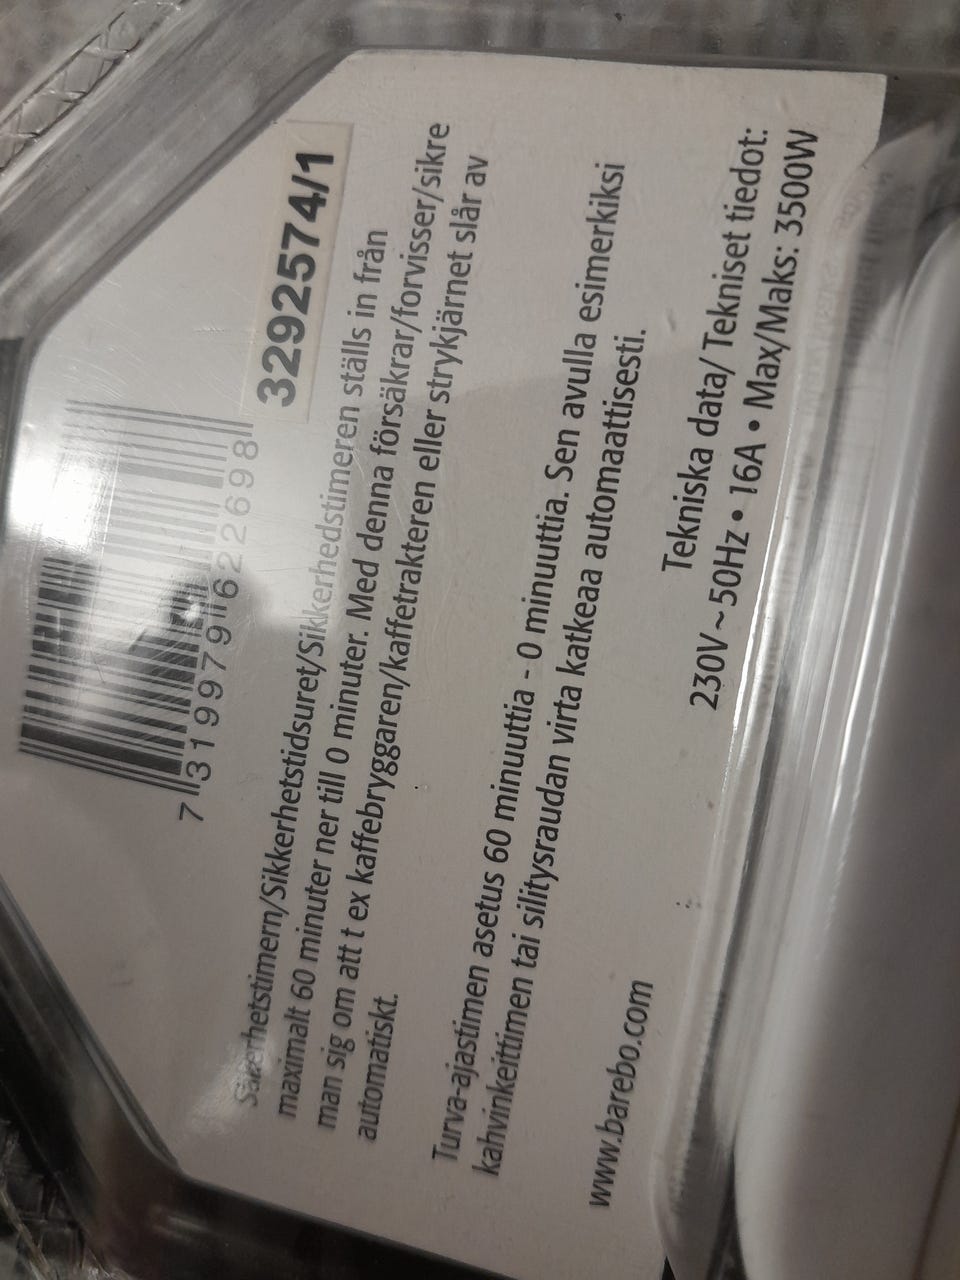 7 319979 622698
3292574/1
Säkerhetstimern/Sikkerhetstidsuret/Sikkerhedstimeren ställs in från
maximalt 60 minuter ner till 0 minuter. Med denna försäkrar/forvisser/sikre
man sig om att t ex kaffebryggaren/kaffetrakteren eller strykjärnet slår av
automatiskt.
Turva-ajastimen asetus 60 minuuttia - 0 minuuttia. Sen avulla esimerkiksi
kahvinkeittimen tai silitysraudan virta katkeaa automaattisesti.
Tekniska data/Tekniset tiedot:
230V~50Hz • 16A • Max/Maks: 3500W
www.barebo.com